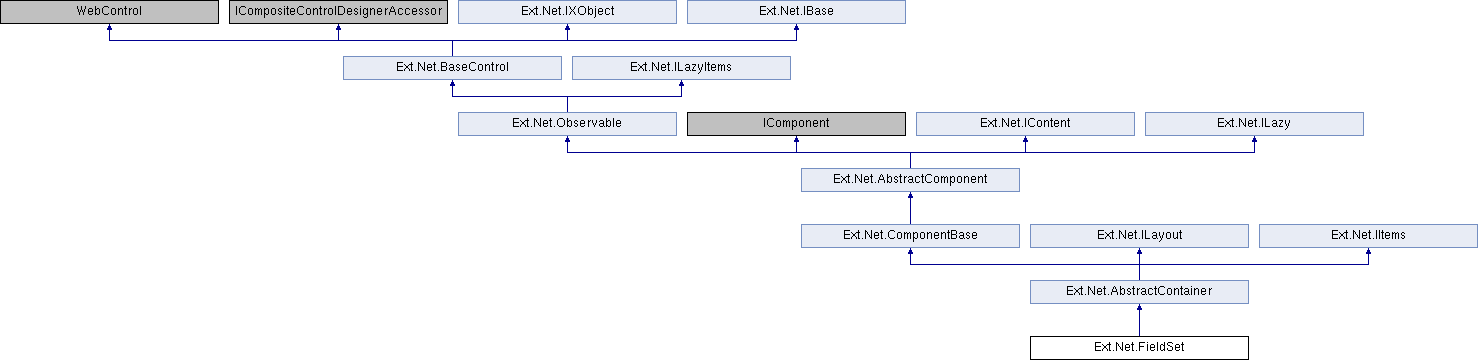 WebControl
ICompositeControlDesignerAccessor
Ext.Net.IXObject
Ext.Net.IBase
Ext.Net.BaseControl
Ext.Net.ILazyItems
Ext.Net.Observable
IComponent
Ext.Net.IContent
Ext.Net.ILazy
Ext.Net.AbstractComponent
Ext.Net.ComponentBase
Ext.Net.ILayout
Ext.Net.IItems
Ext.Net.AbstractContainer
Ext.Net.FieldSet